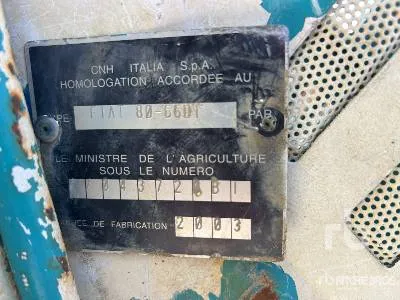 CNH ITALIA S.p.A.
HOMOLOGATION ACCORDEE AU
TYPE FIAT 80-66DT PAR
LE MINISTRE DE L'AGRICULTURE
SOUS LE NUMERO
DE FABRICATION 2003